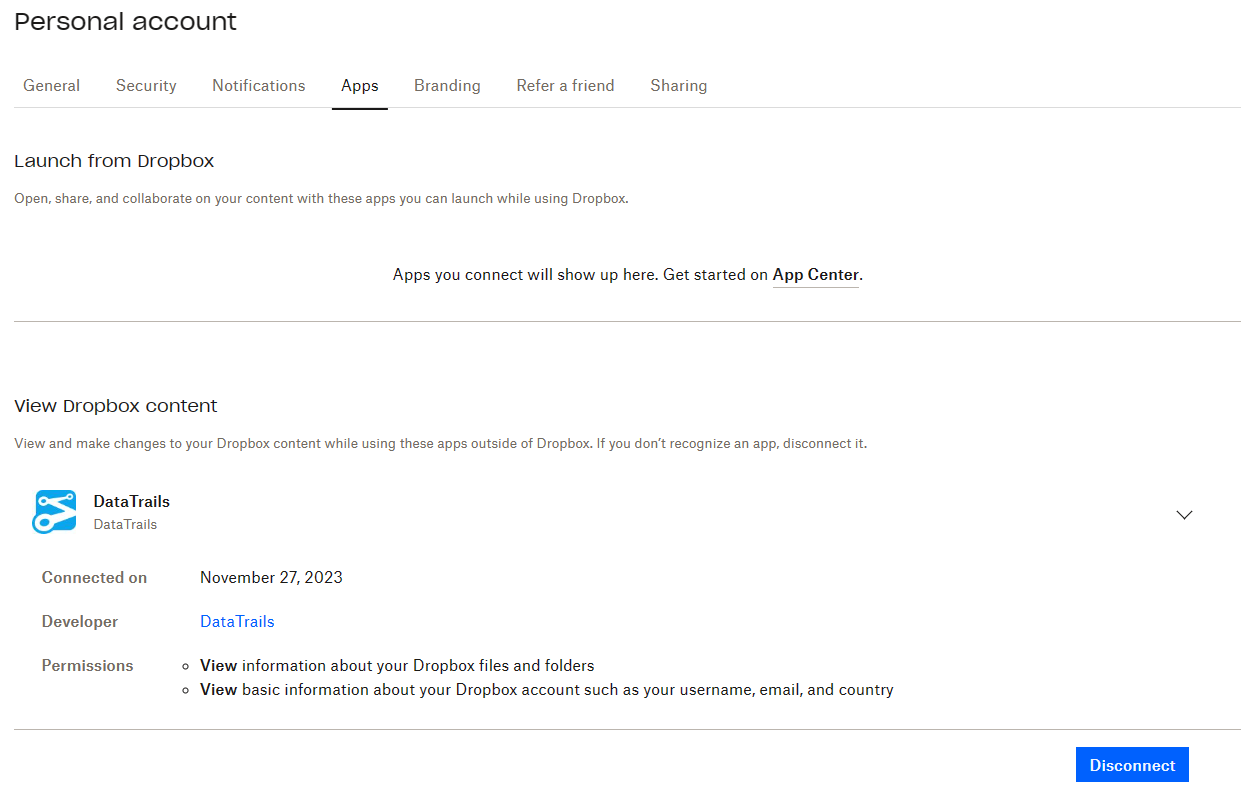 Personal account
General Security Notifications Apps Branding Refer a friend Sharing
Launch from Dropbox
Open, share, and collaborate on your content with these apps you can launch while using Dropbox.
Apps you connect will show up here. Get started on App Center.
View Dropbox content
View and make changes to your Dropbox content while using these apps outside of Dropbox. If you don’t recognize an app, disconnect it.
DataTrails
DataTrails
Connected on November 27, 2023
Developer DataTrails
Permissions View information about your Dropbox files and folders
View basic information about your Dropbox account such as your username, email, and country
Disconnect